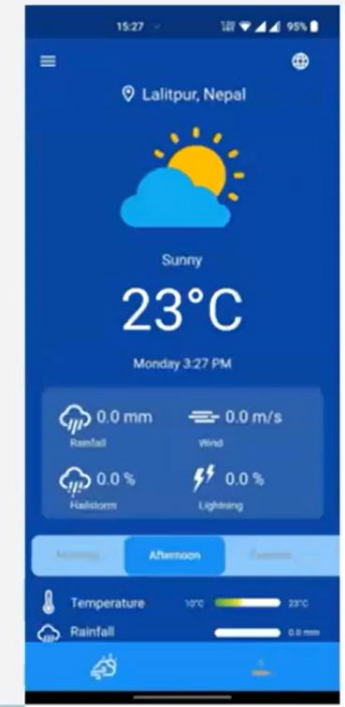 15:27
95%
Lalitpur, Nepal
Sunny
23°C
Monday 3:27 PM
0.0 mm 0.0 m/s
Rainfall Wind
0.0 % 0.0 %
Hailstorm Lightning
Afternoon
Temperature 10°C 23°C
Rainfall 0.0 mm